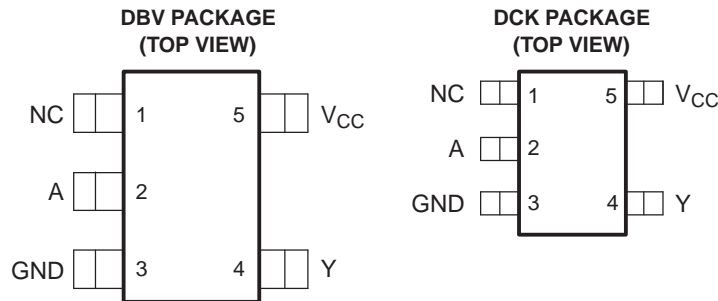 DBV PACKAGE
(TOP VIEW)
NC 1 5 VCC
A 2
GND 3 4 Y
DCK PACKAGE
(TOP VIEW)
NC 1 5 VCC
A 2
GND 3 4 Y